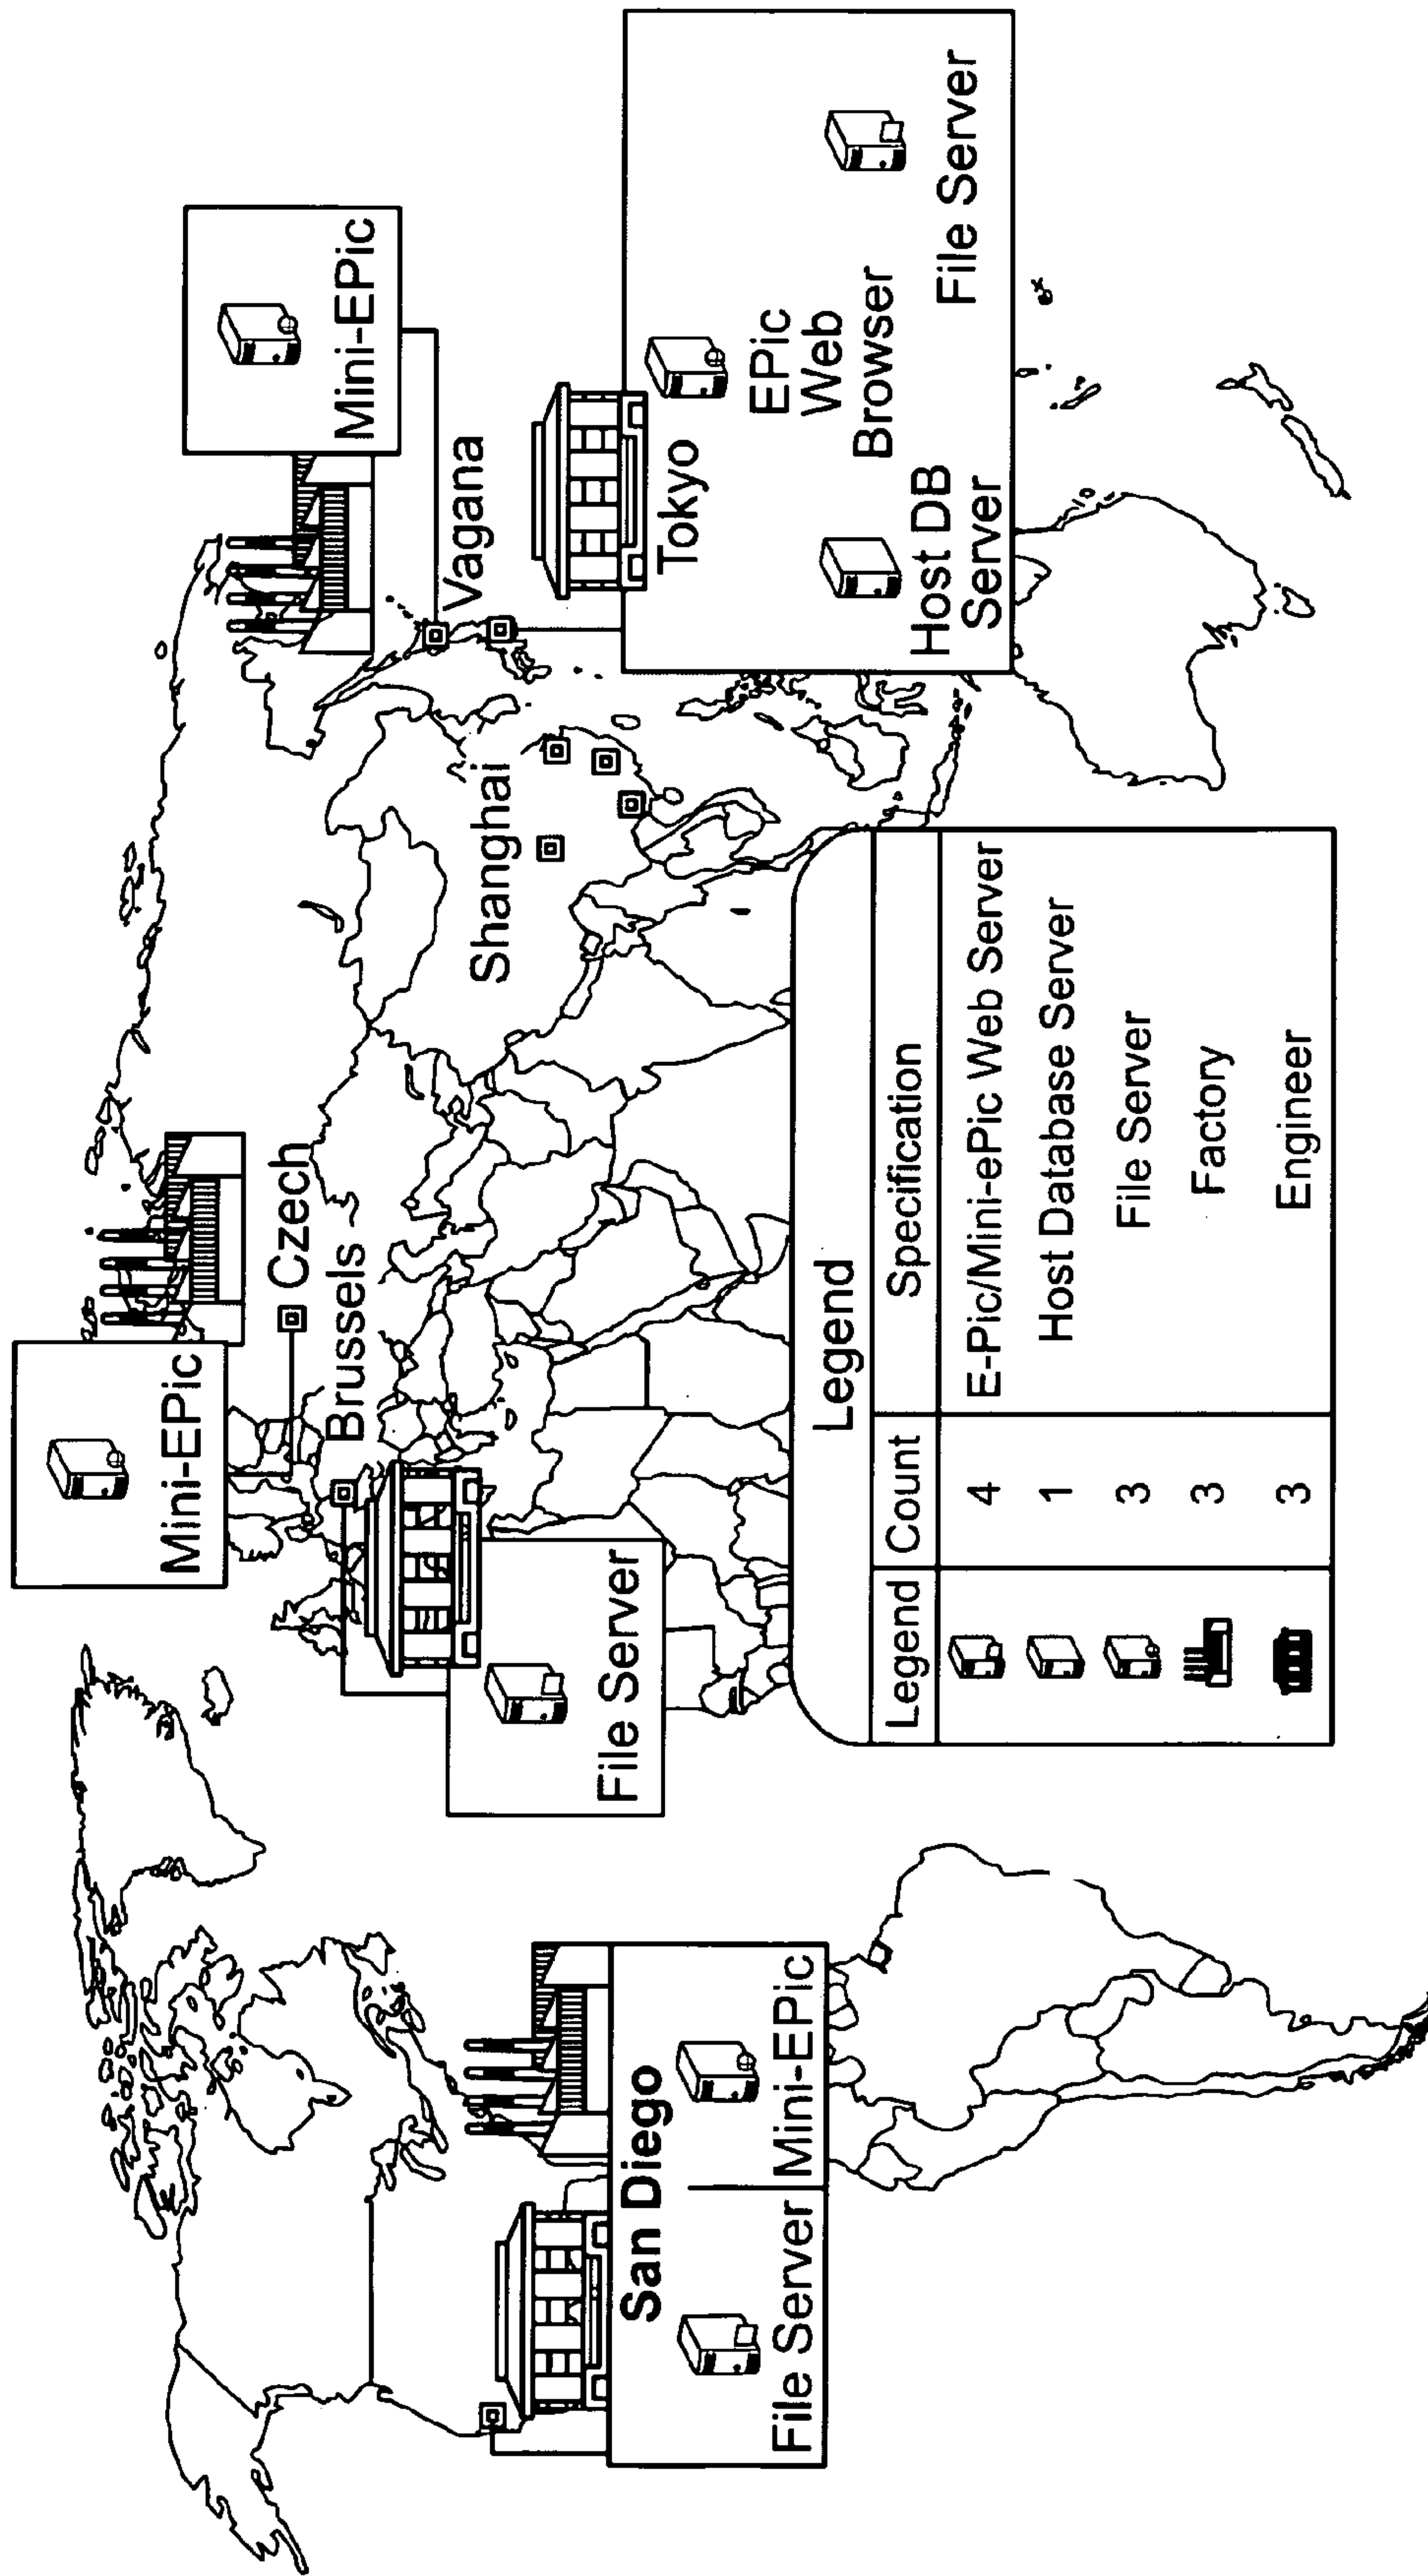 Mini-EPic
Czech
Brussels
File Server
Mini-EPic
Vagana
Shanghai
Tokyo
EPic
Web
Browser
File Server
Host DB
Server
San Diego
File Server
Mini-EPic
Legend
Legend Count Specification
4 E-Pic/Mini-ePic Web Server
1 Host Database Server
3 File Server
3 Factory
3 Engineer